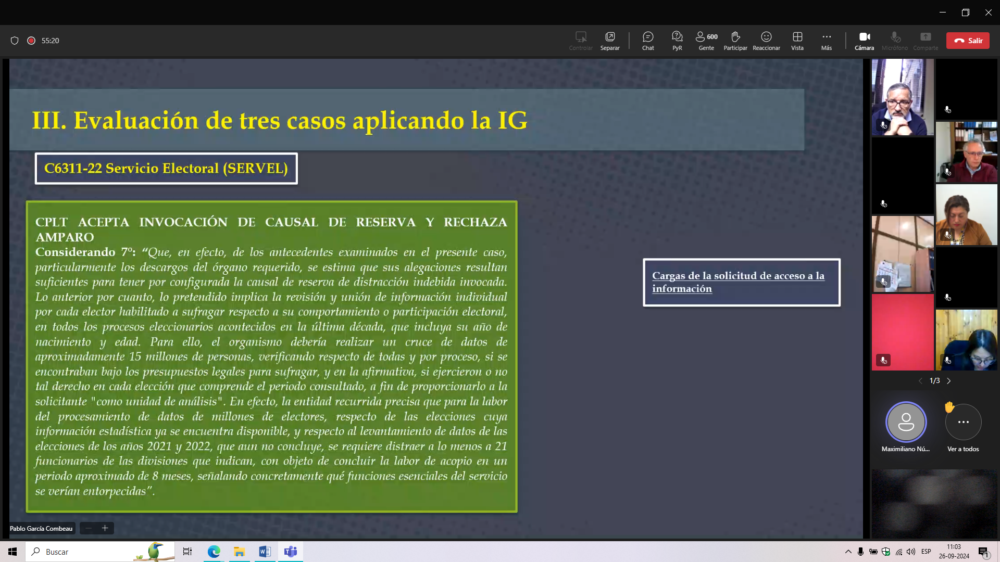 55:20
Controlar
Separar
Chat
PyR
600
Gente
Participar
Reaccionar
Vista
Más
Cámara
Micrófono
Comparte
Salir
III. Evaluación de tres casos aplicando la IG
C6311-22 Servicio Electoral (SERVEL)
CPLT ACEPTA INVOCACIÓN DE CAUSAL DE RESERVA Y RECHAZA
AMPARO
Considerando 7º: “Que, en efecto, de los antecedentes examinados en el presente caso,
particularmente los descargos del órgano requerido, se estima que sus alegaciones resultan
suficientes para tener por configurada la causal de reserva de distracción indebida invocada.
Lo anterior por cuanto, lo pretendido implica la revisión y unión de información individual
por cada elector habilitado a sufragar respecto a su comportamiento o participación electoral,
en todos los procesos eleccionarios acontecidos en la última década, que incluya su año de
nacimiento y edad. Para ello, el organismo debería realizar un cruce de datos de
aproximadamente 15 millones de personas, verificando respecto de todas y por proceso, si se
encontraban bajo los presupuestos legales para sufragar, y en la afirmativa, si ejercieron o no
tal derecho en cada elección que comprende el periodo consultado, a fin de proporcionarlo a la
solicitante "como unidad de análisis". En efecto, la entidad recurrida precisa que para la labor
del procesamiento de datos de millones de electores, respecto de las elecciones cuya
información estadística ya se encuentra disponible, y respecto al levantamiento de datos de las
elecciones de los años 2021 y 2022, que aun no concluye, se requiere distraer a lo menos a 21
funcionarios de las divisiones que indican, con objeto de concluir la labor de acopio en un
periodo aproximado de 8 meses, señalando concretamente qué funciones esenciales del servicio
se verían entorpecidas”.
Cargas de la solicitud de acceso a la
información
1/3
Maximiliano Nú...
Ver a todos
Pablo García Combeau
Buscar
ESP
11:03
26-09-2024
1